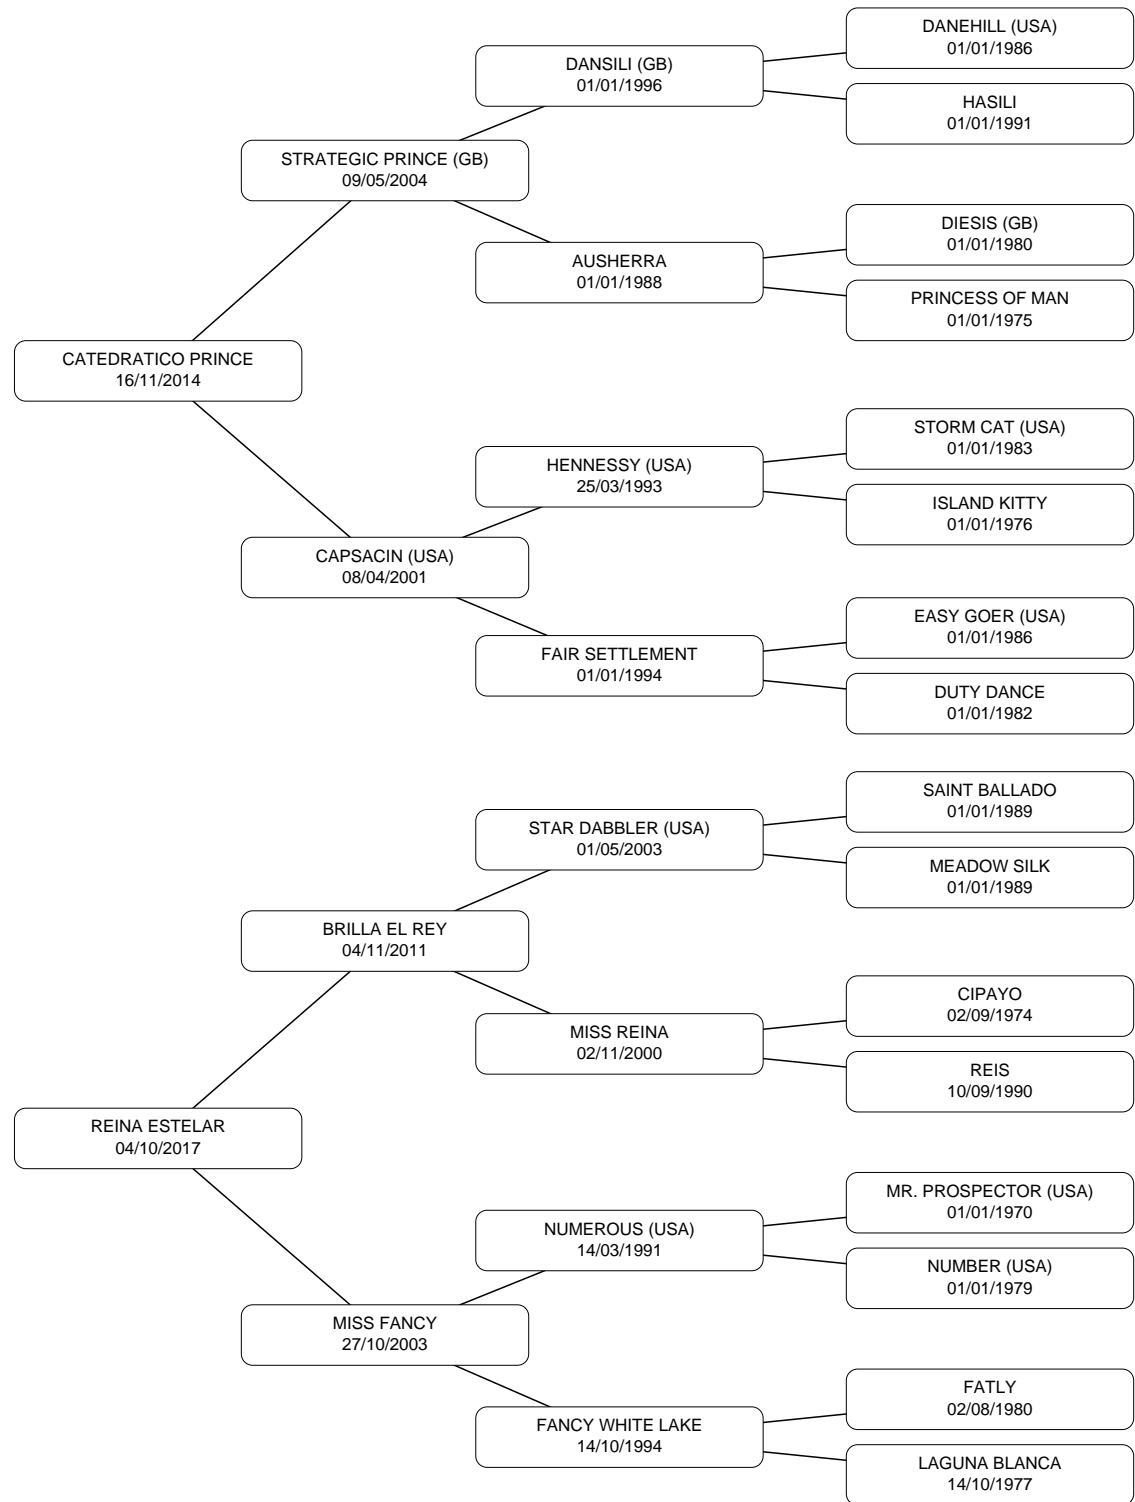 DANEHILL (USA)
01/01/1986
DANSILI (GB)
01/01/1996
HASILI
01/01/1991
STRATEGIC PRINCE (GB)
09/05/2004
DIESIS (GB)
01/01/1980
AUSHERRA
01/01/1988
PRINCESS OF MAN
01/01/1975
CATEDRATICO PRINCE
16/11/2014
STORM CAT (USA)
01/01/1983
HENNESSY (USA)
25/03/1993
ISLAND KITTY
01/01/1976
CAPSACIN (USA)
08/04/2001
EASY GOER (USA)
01/01/1986
FAIR SETTLEMENT
01/01/1994
DUTY DANCE
01/01/1982
SAINT BALLADO
01/01/1989
STAR DABBLER (USA)
01/05/2003
MEADOW SILK
01/01/1989
BRILLA EL REY
04/11/2011
CIPAYO
02/09/1974
MISS REINA
02/11/2000
REIS
10/09/1990
REINA ESTELAR
04/10/2017
MR. PROSPECTOR (USA)
01/01/1970
NUMEROUS (USA)
14/03/1991
NUMBER (USA)
01/01/1979
MISS FANCY
27/10/2003
FATLY
02/08/1980
FANCY WHITE LAKE
14/10/1994
LAGUNA BLANCA
14/10/1977